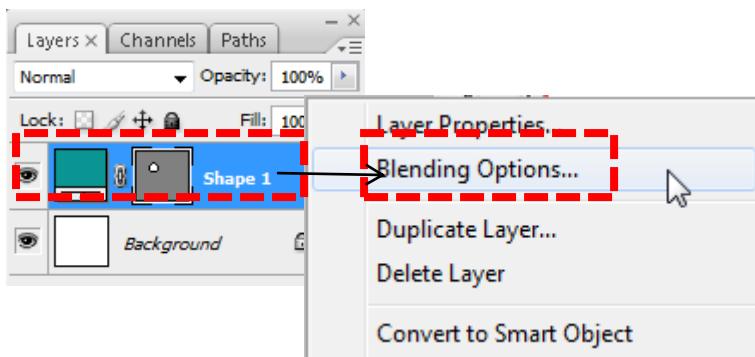 Layers × Channels Paths
Normal Opacity: 100%
Lock: Fill: 100
Shape 1
Background
Layer Properties...
Blending Options...
Duplicate Layer...
Delete Layer
Convert to Smart Object